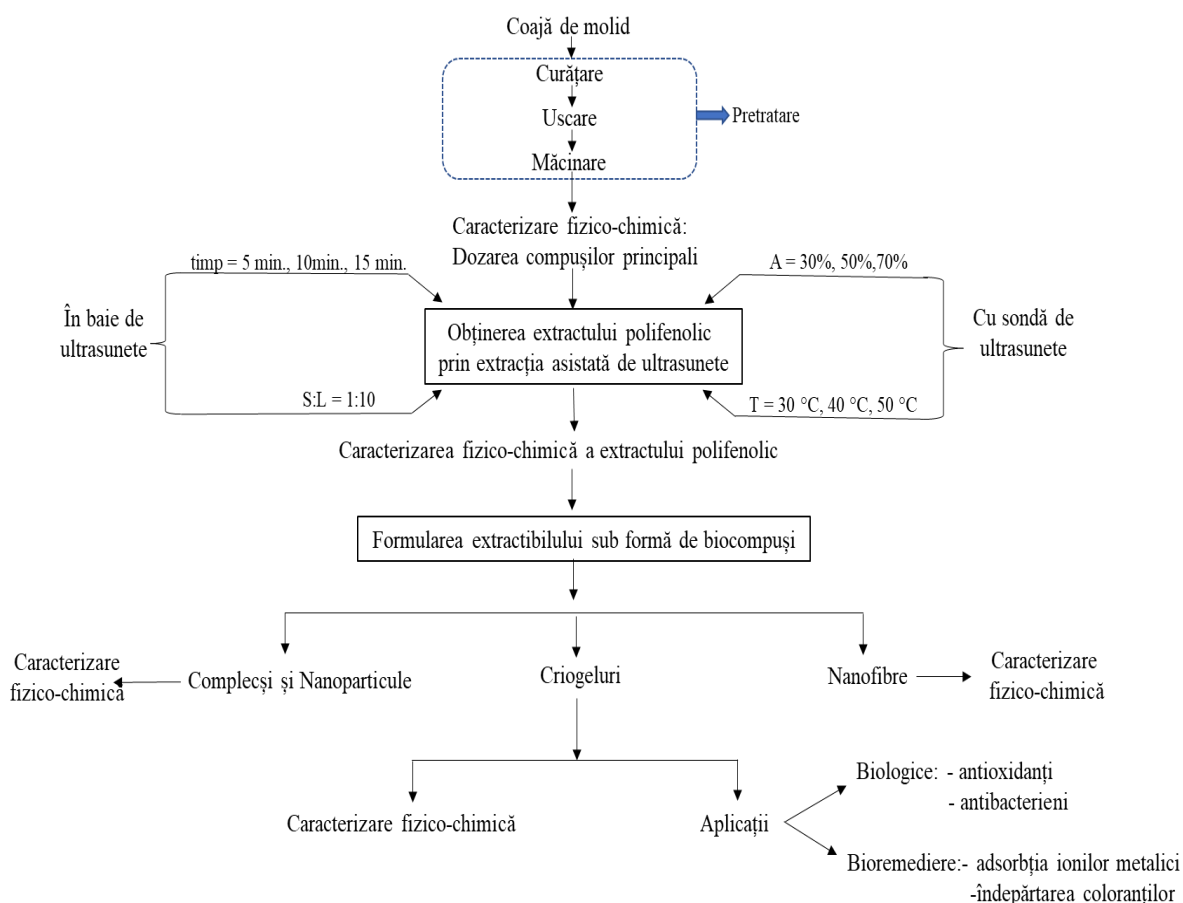 Coajă de molid
Curățare
Uscare
Măcinare
Pretratare
Caracterizare fizico-chimică:
Dozarea compușilor principali
timp = 5 min., 10min., 15 min.
A = 30%, 50%,70%
În baie de
ultrasunete
Obținerea extractului polifenolic
prin extracția asistată de ultrasunete
Cu sondă de
ultrasunete
S:L = 1:10
T = 30 °C, 40 °C, 50 °C
Caracterizarea fizico-chimică a extractului polifenolic
Formularea extractibilului sub formă de biocompuși
Caracterizare
fizico-chimică
Complecși și Nanoparticule
Criogeluri
Nanofibre
Caracterizare
fizico-chimică
Caracterizare fizico-chimică
Aplicații
Biologice: - antioxidanți
- antibacterieni
Bioremediere:- adsorbția ionilor metalici
-îndepărtarea coloranților